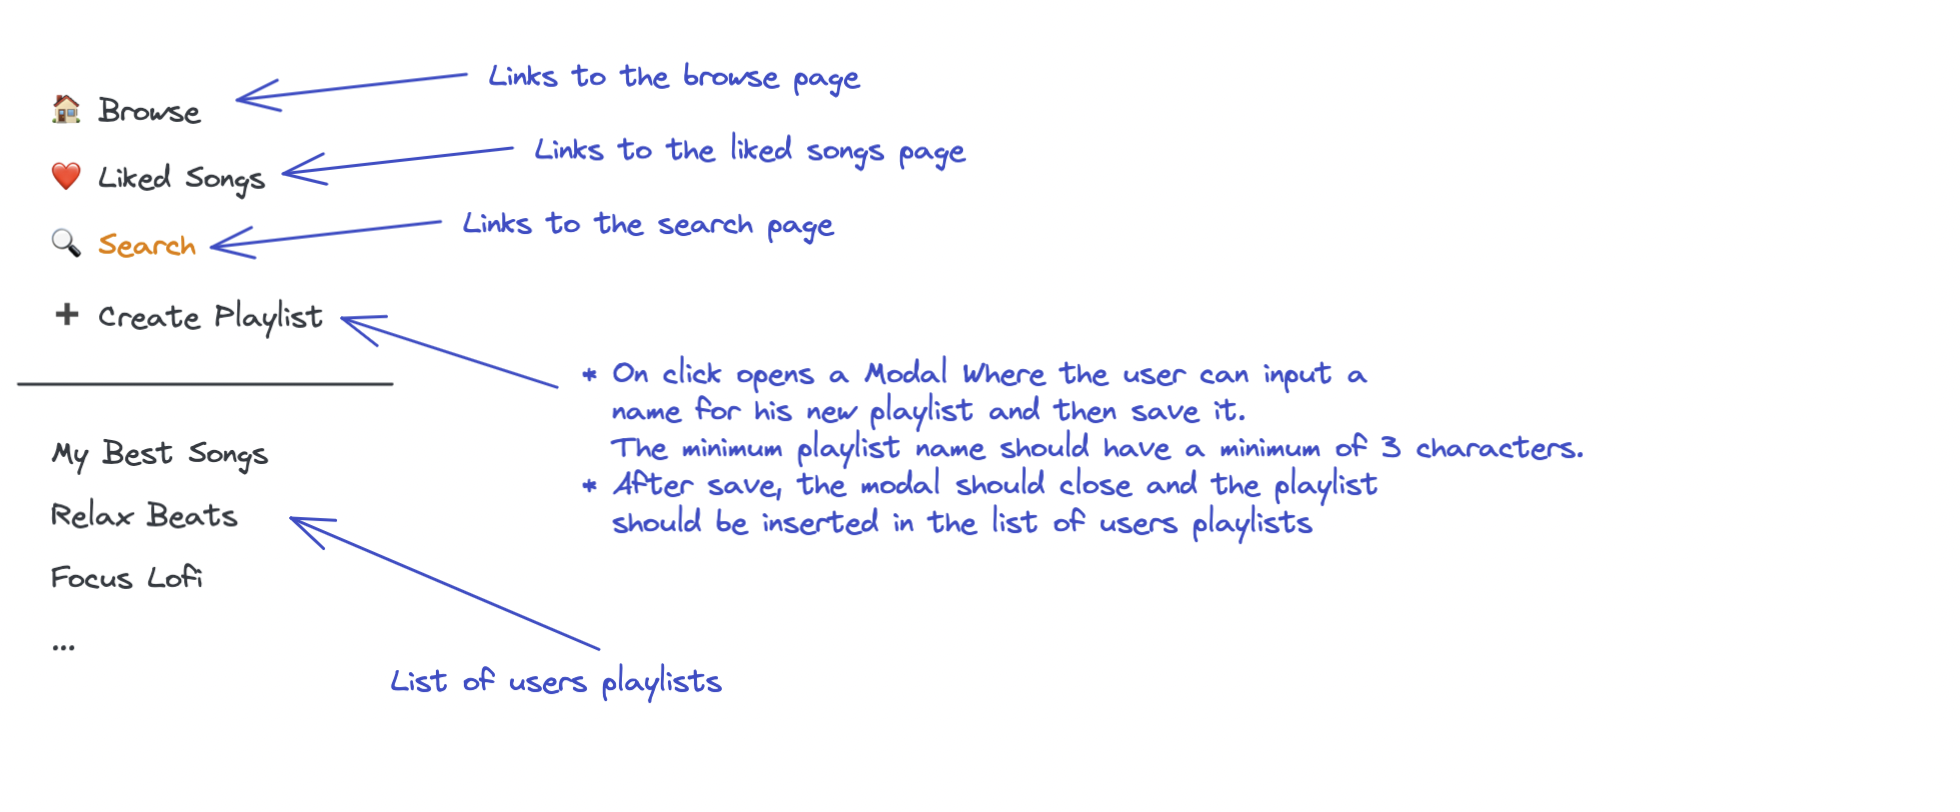 Links to the browse page
🏠 Browse
Links to the liked songs page
❤️ Liked Songs
Links to the search page
🔍 Search
➕ Create Playlist
* On click opens a Modal Where the user can input a
name for his new playlist and then save it.
The minimum playlist name should have a minimum of 3 characters.
* After save, the modal should close and the playlist
should be inserted in the list of users playlists
My Best Songs
Relax Beats
Focus Lofi
...
List of users playlists